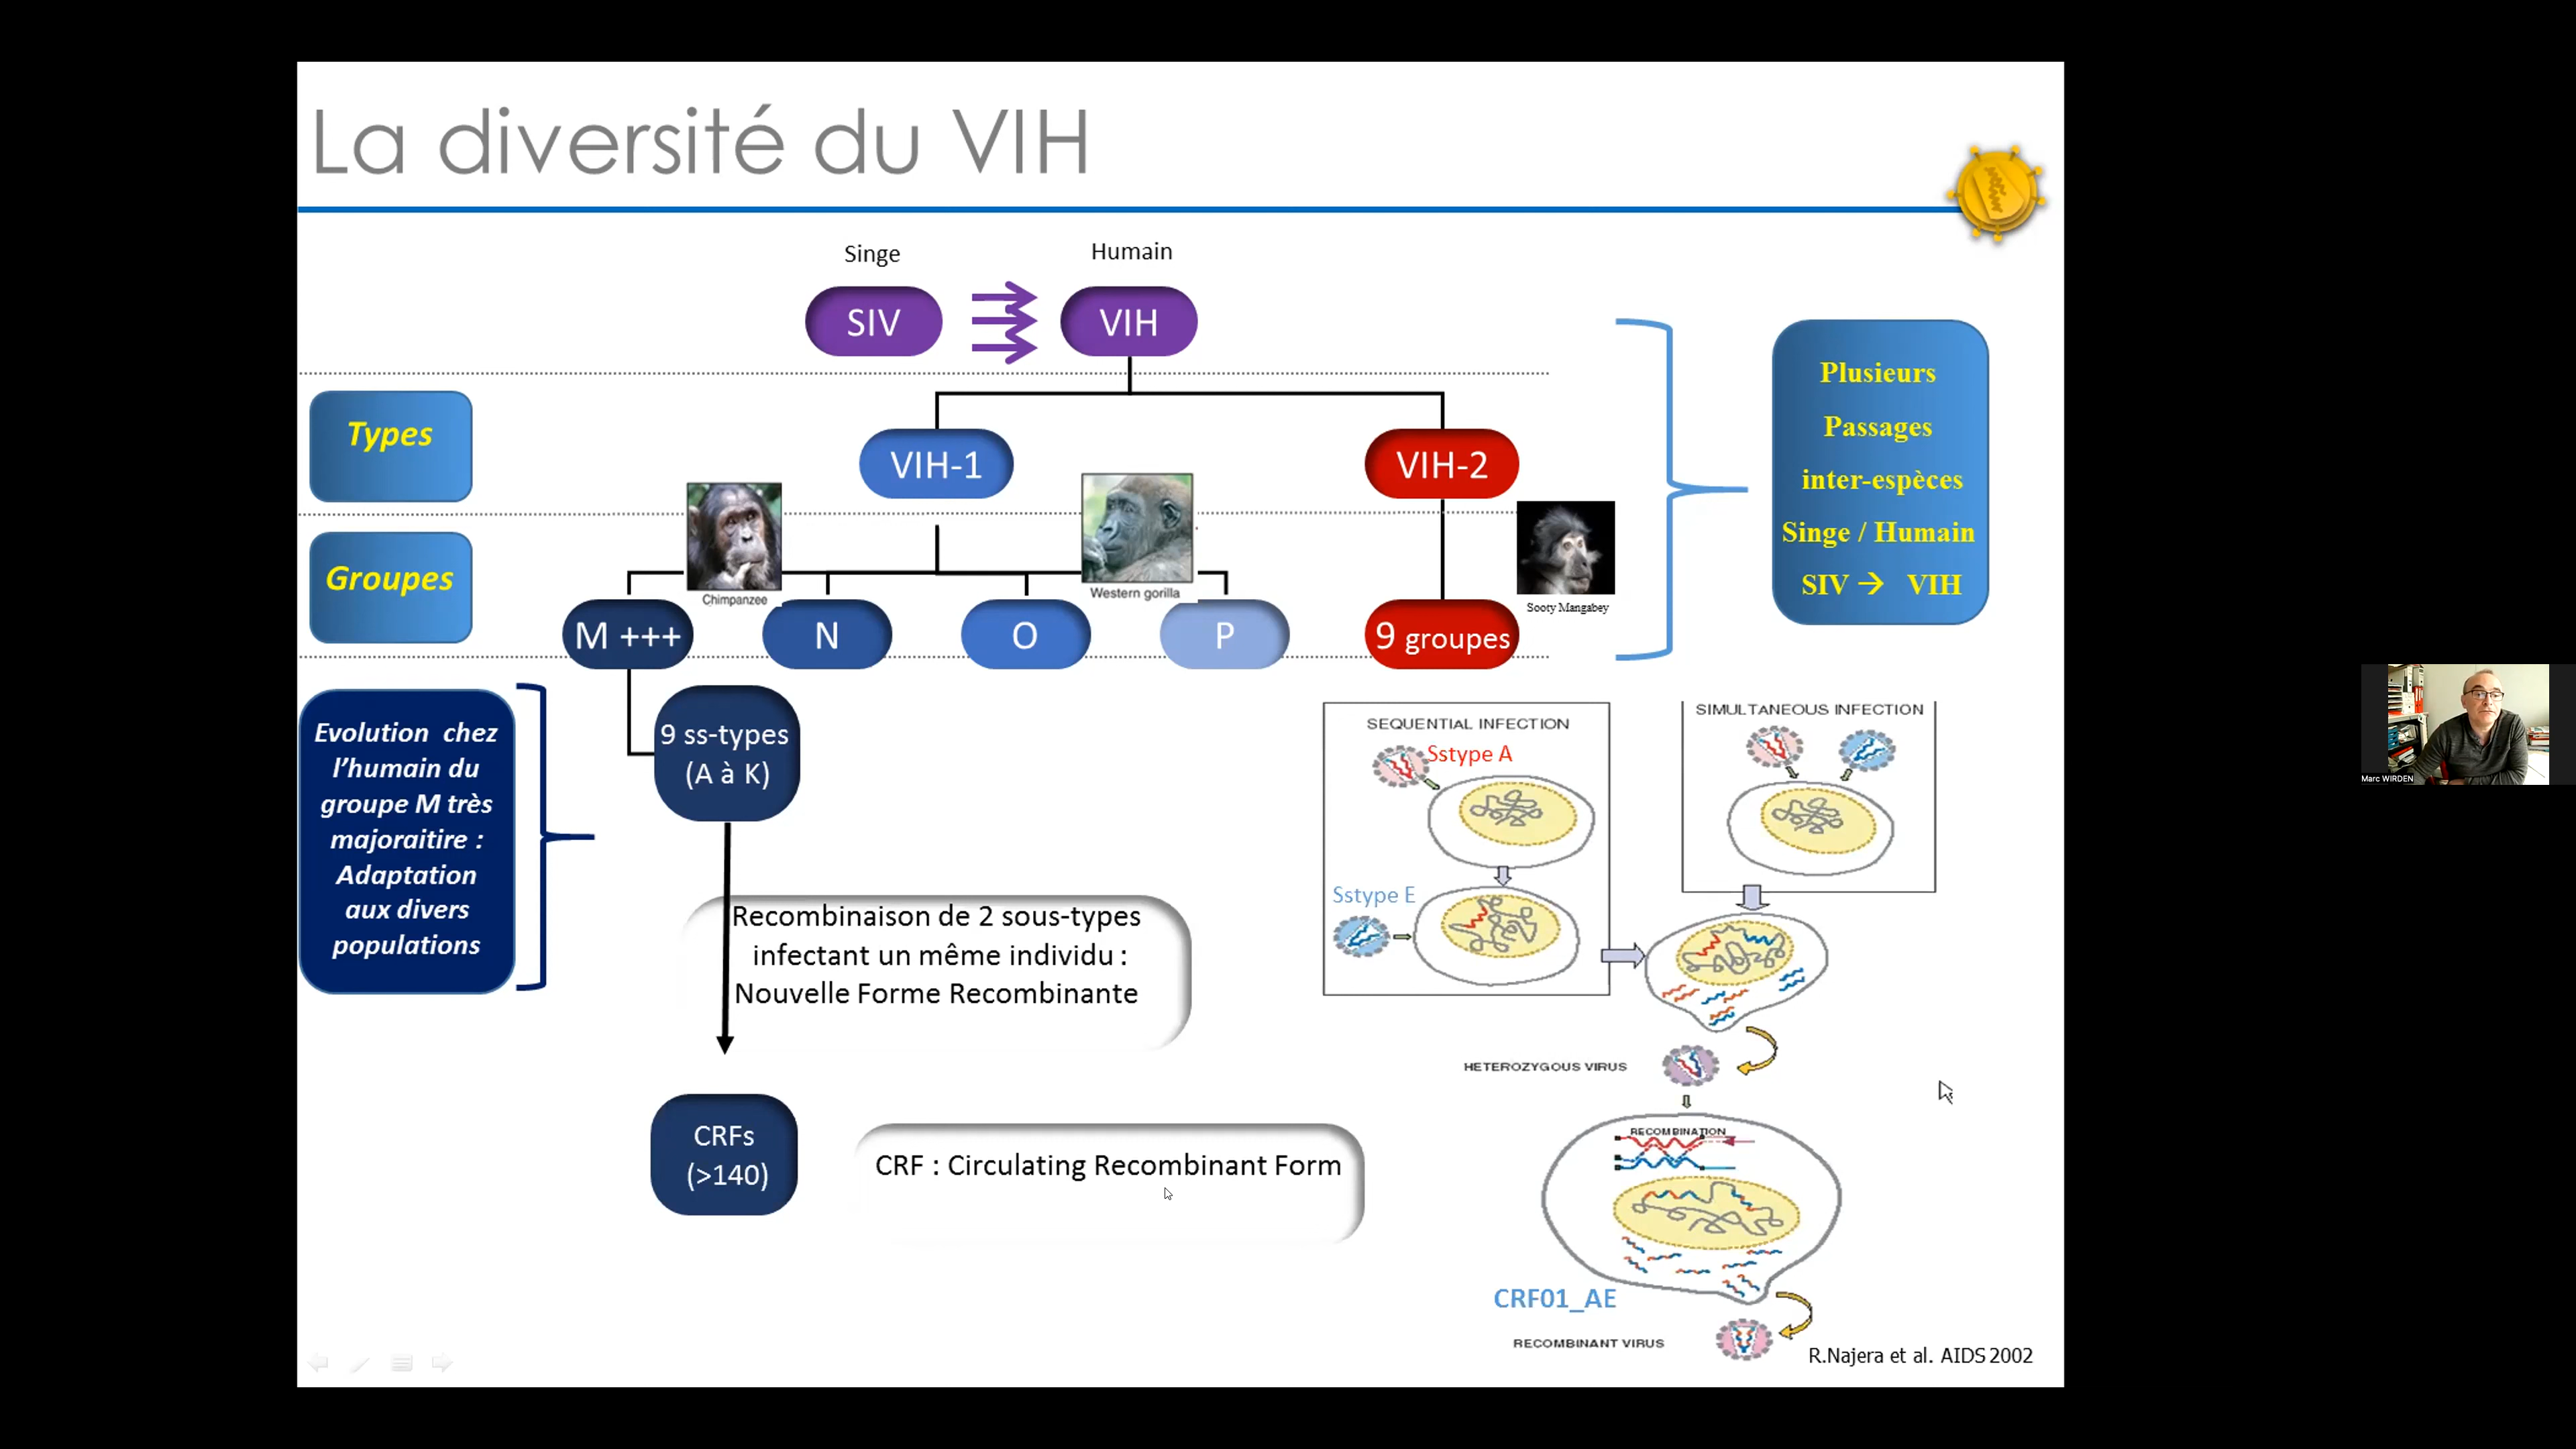 La diversité du VIH
Singe
Humain
SIV
VIH
Types
VIH-1
VIH-2
Groupes
Chimpanzee
Western gorilla
Sooty Mangabey
M +++
N
O
P
9 groupes
Plusieurs
Passages
inter-espèces
Singe / Humain
SIV → VIH
Evolution chez
l'humain du
groupe M très
majoraitire :
Adaptation
aux divers
populations
9 ss-types
(A à K)
Recombinaison de 2 sous-types
infectant un même individu :
Nouvelle Forme Recombinante
CRFs
(>140)
CRF : Circulating Recombinant Form
SEQUENTIAL INFECTION
Sstype A
Sstype E
SIMULTANEOUS INFECTION
HETEROZYGOUS VIRUS
RECOMBINATION
CRF01_AE
RECOMBINANT VIRUS
R.Najera et al. AIDS 2002
Marc WIRDEN